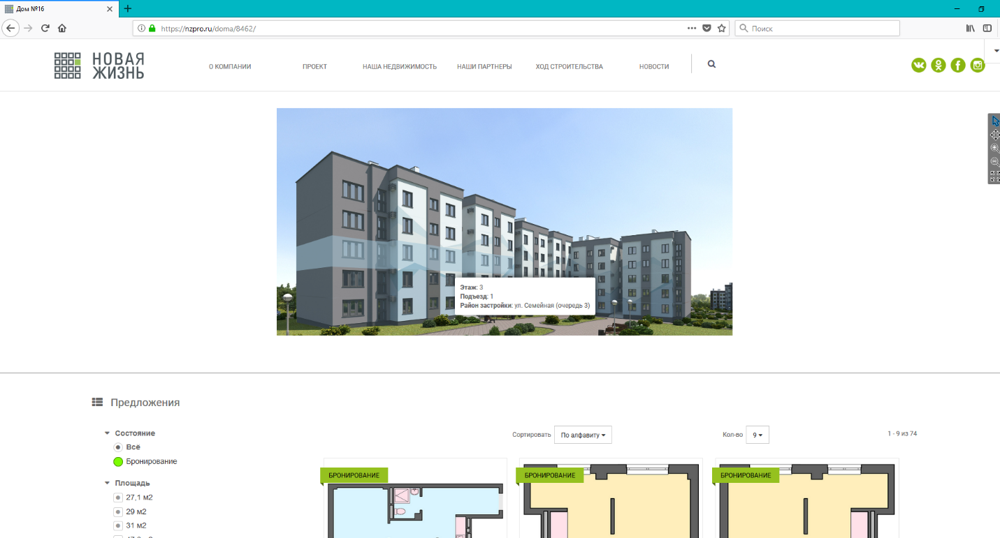 Дом №16
https://nzpro.ru/doma/8462/
Поиск
НОВАЯ
ЖИЗНЬ
О КОМПАНИИ
ПРОЕКТ
НАША НЕДВИЖИМОСТЬ
НАШИ ПАРТНЕРЫ
ХОД СТРОИТЕЛЬСТВА
НОВОСТИ
Этаж: 3
Подъезд: 1
Район застройки: ул. Семейная (очередь 3)
Предложения
Состояние
Всё
Бронирование
Площадь
27,1 м2
29 м2
31 м2
Сортировать
По алфавиту
Кол-во
9
1 - 9 из 74
БРОНИРОВАНИЕ
БРОНИРОВАНИЕ
БРОНИРОВАНИЕ